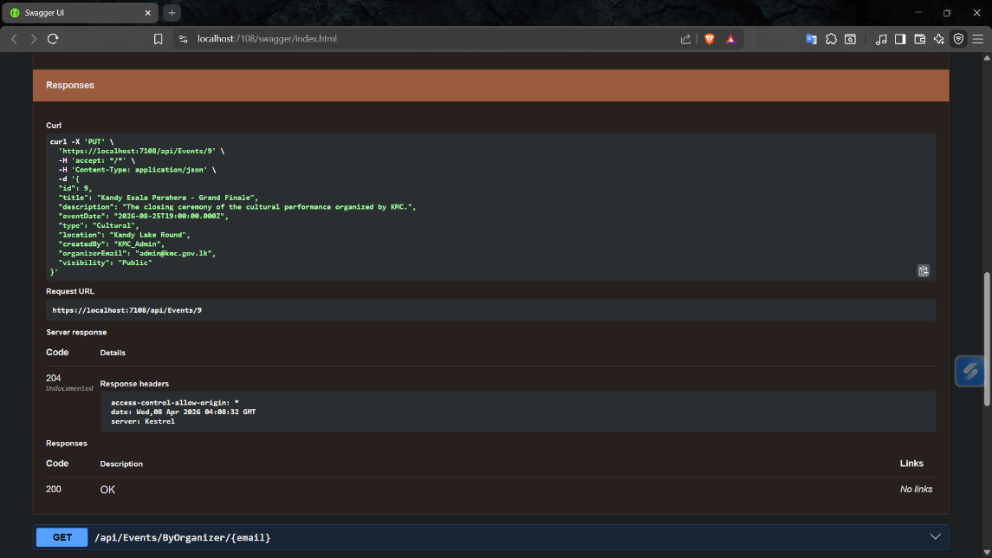 Swagger UI
localhost:7108/swagger/index.html
Responses
Curl
curl -X 'PUT' \
'https://localhost:7108/api/Events/9' \
-H 'accept: */*' \
-H 'Content-Type: application/json' \
-d '{
"id": 9,
"title": "Kandy Esala Perahera - Grand Finale",
"description": "The closing ceremony of the cultural performance organized by KMC.",
"eventDate": "2026-08-25T19:00:00.000Z",
"type": "Cultural",
"location": "Kandy Lake Round",
"createdBy": "KMC_Admin",
"organizerEmail": "admin@kmc.gov.lk",
"visibility": "Public"
}'
Request URL
https://localhost:7108/api/Events/9
Server response
Code Details
204
Undocumented
Response headers
access-control-allow-origin: *
date: Wed,08 Apr 2026 04:08:32 GMT
server: Kestrel
Responses
Code Description Links
200 OK No links
GET /api/Events/ByOrganizer/{email}